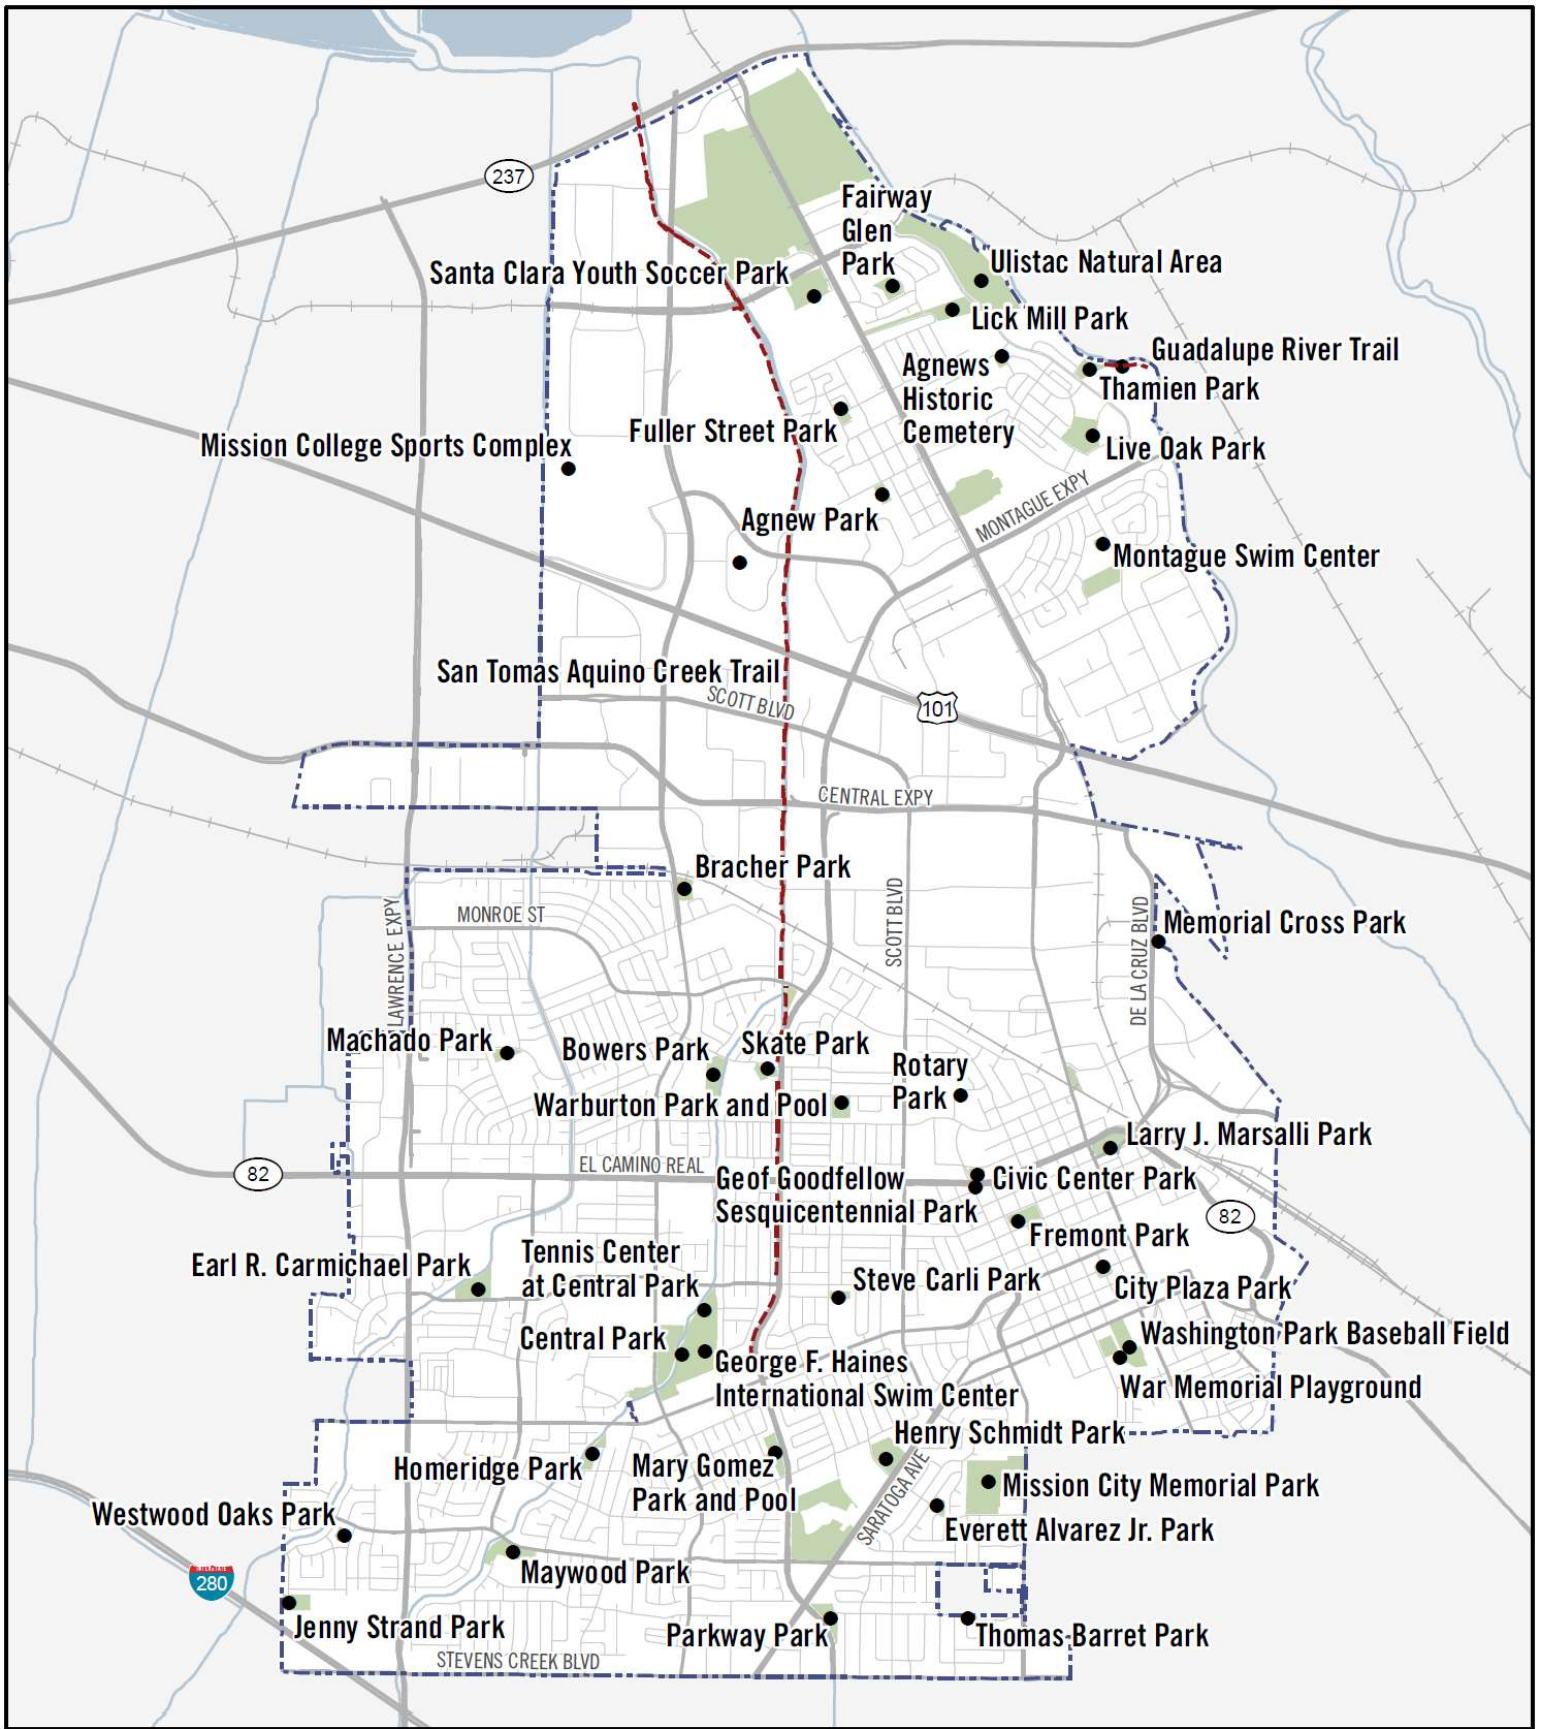 237
Fairway
Glen
Park
Santa Clara Youth Soccer Park
Ulistac Natural Area
Lick Mill Park
Guadalupe River Trail
Agnews
Historic
Cemetery
Thamien Park
Fuller Street Park
Mission College Sports Complex
Live Oak Park
MONTAGUE EXPY
Agnew Park
Montague Swim Center
San Tomas Aquino Creek Trail
SCOTT BLVD
101
CENTRAL EXPY
Bracher Park
MONROE ST
SCOTT BLVD
LAWRENCE EXPY
DE LA CRUZ BLVD
Memorial Cross Park
Machado Park
Bowers Park
Skate Park
Rotary
Park
Warburton Park and Pool
Larry J. Marsalli Park
82
EL CAMINO REAL
Geof Goodfellow
Sesquicentennial Park
Civic Center Park
82
Fremont Park
Earl R. Carmichael Park
Tennis Center
at Central Park
Steve Carli Park
City Plaza Park
Central Park
George F. Haines
International Swim Center
Washington Park Baseball Field
War Memorial Playground
Henry Schmidt Park
Homeridge Park
Mary Gomez
Park and Pool
SARATOGA AVE
Mission City Memorial Park
Westwood Oaks Park
Everett Alvarez Jr. Park
Maywood Park
280
Jenny Strand Park
Parkway Park
Thomas Barret Park
STEVENS CREEK BLVD